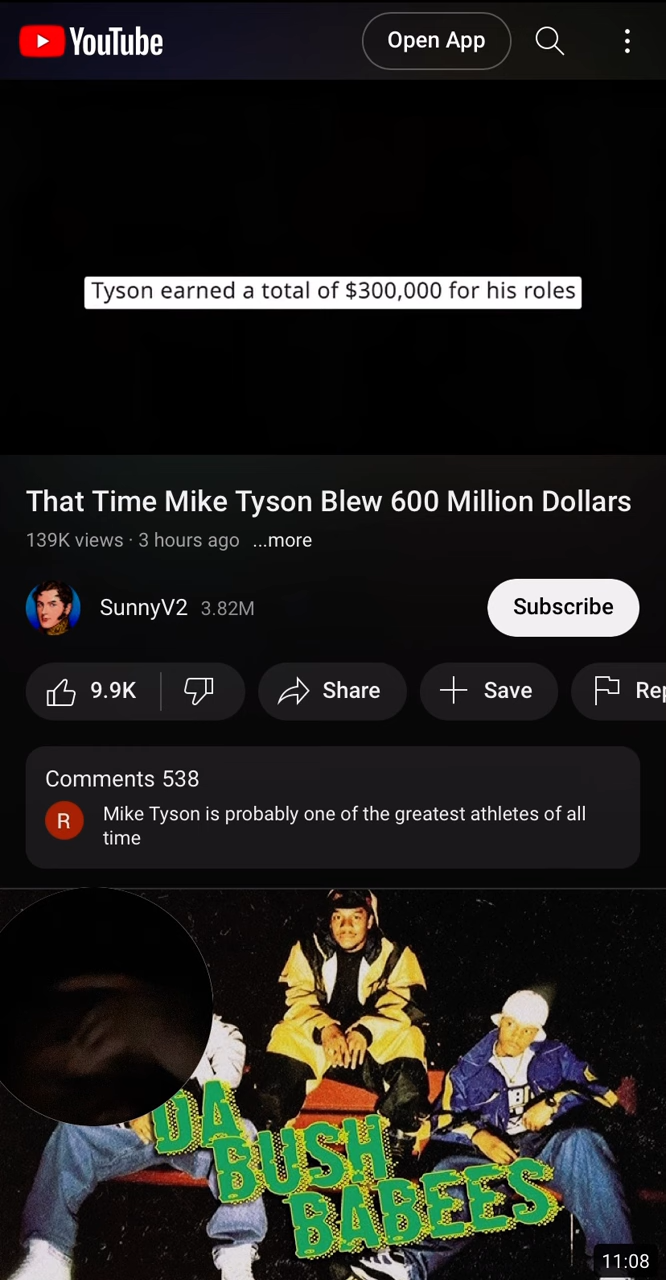 YouTube
Open App
Tyson earned a total of $300,000 for his roles
That Time Mike Tyson Blew 600 Million Dollars
139K views · 3 hours ago ...more
SunnyV2 3.82M
Subscribe
9.9K
Share
Save
Rep
Comments 538
R
Mike Tyson is probably one of the greatest athletes of all
time
DA
BUSH
BABEES
11:08